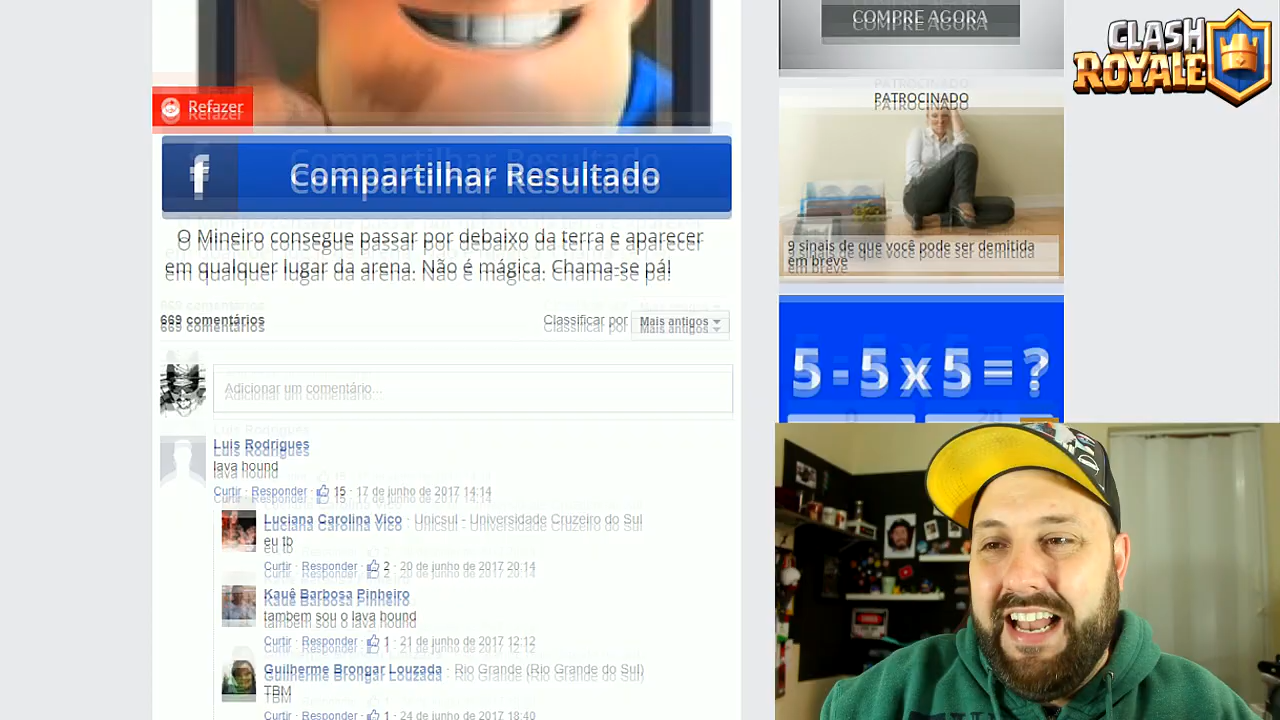 COMPRE AGORA
CLASH
ROYALE
PATROCINADO
Refazer
f Compartilhar Resultado
O Mineiro consegue passar por debaixo da terra e aparecer
em qualquer lugar da arena. Não é mágica. Chama-se pá!
9 sinais de que você pode ser demitida
em breve
669 comentários
Classificar por Mais antigos
5 - 5 x 5 = ?
0 20
Adicionar um comentário...
Luis Rodrigues
lava hound
Curtir · Responder · 15 · 17 de junho de 2017 14:14
Luciana Carolina Vico · Unicsul - Universidade Cruzeiro do Sul
eu tb
Curtir · Responder · 2 · 20 de junho de 2017 20:14
Kauê Barbosa Pinheiro
tambem sou o lava hound
Curtir · Responder · 1 · 21 de junho de 2017 12:12
Guilherme Brongar Louzada · Rio Grande (Rio Grande do Sul)
TBM
Curtir · Responder · 1 · 24 de junho de 2017 18:40